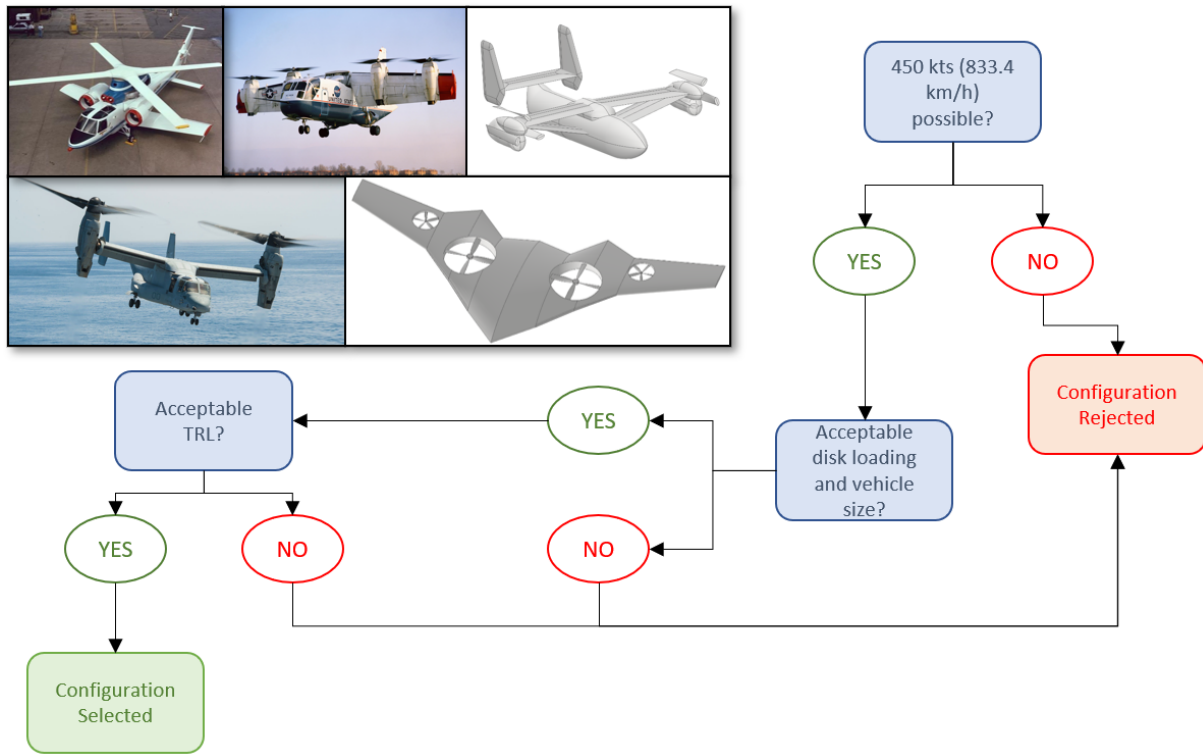 450 kts (833.4
km/h)
possible?
YES
NO
Configuration
Rejected
Acceptable
disk loading
and vehicle
size?
YES
NO
Acceptable
TRL?
YES
NO
Configuration
Selected